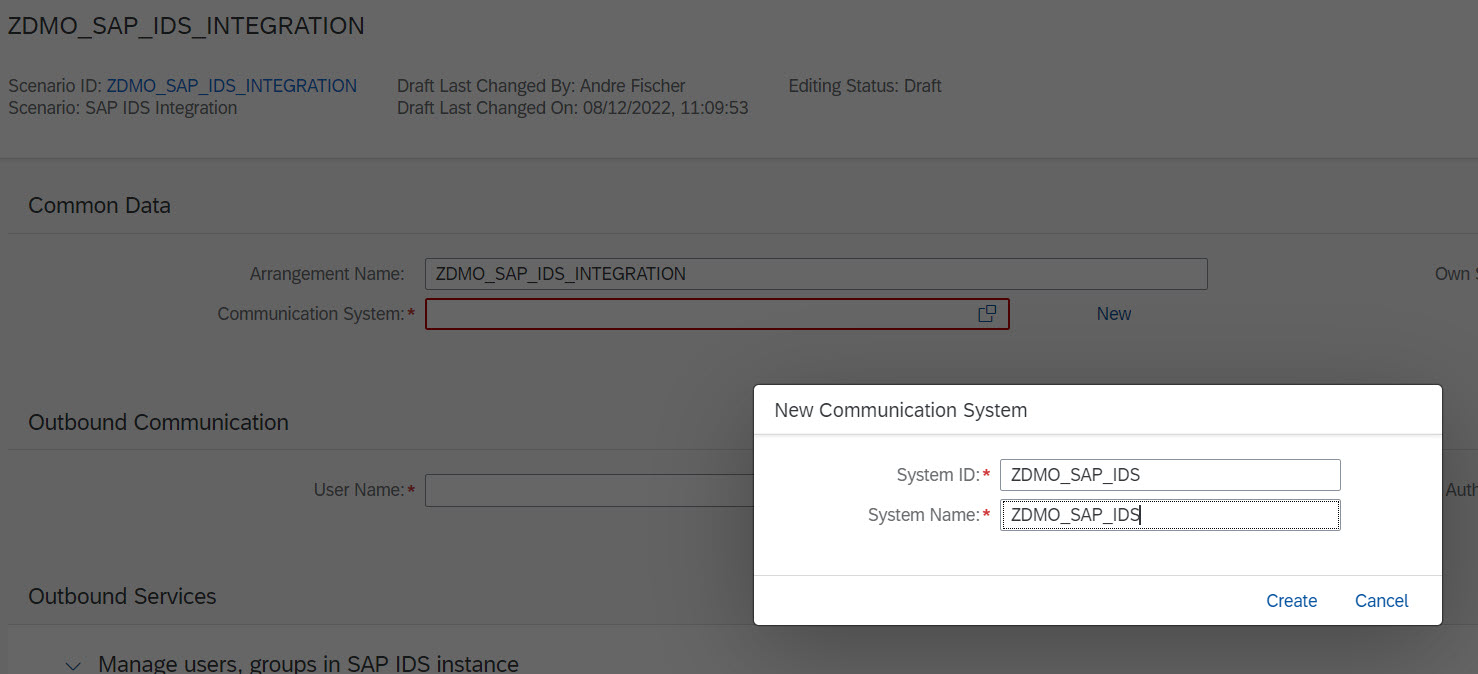 ZDMO_SAP_IDS_INTEGRATION
Scenario ID: ZDMO_SAP_IDS_INTEGRATION Draft Last Changed By: Andre Fischer Editing Status: Draft
Scenario: SAP IDS Integration Draft Last Changed On: 08/12/2022, 11:09:53
Common Data
Arrangement Name: ZDMO_SAP_IDS_INTEGRATION Own
Communication System:* New
Outbound Communication
User Name:* Auth
New Communication System
System ID:* ZDMO_SAP_IDS
System Name:* ZDMO_SAP_IDS
Create Cancel
Outbound Services
Manage users, groups in SAP IDS instance